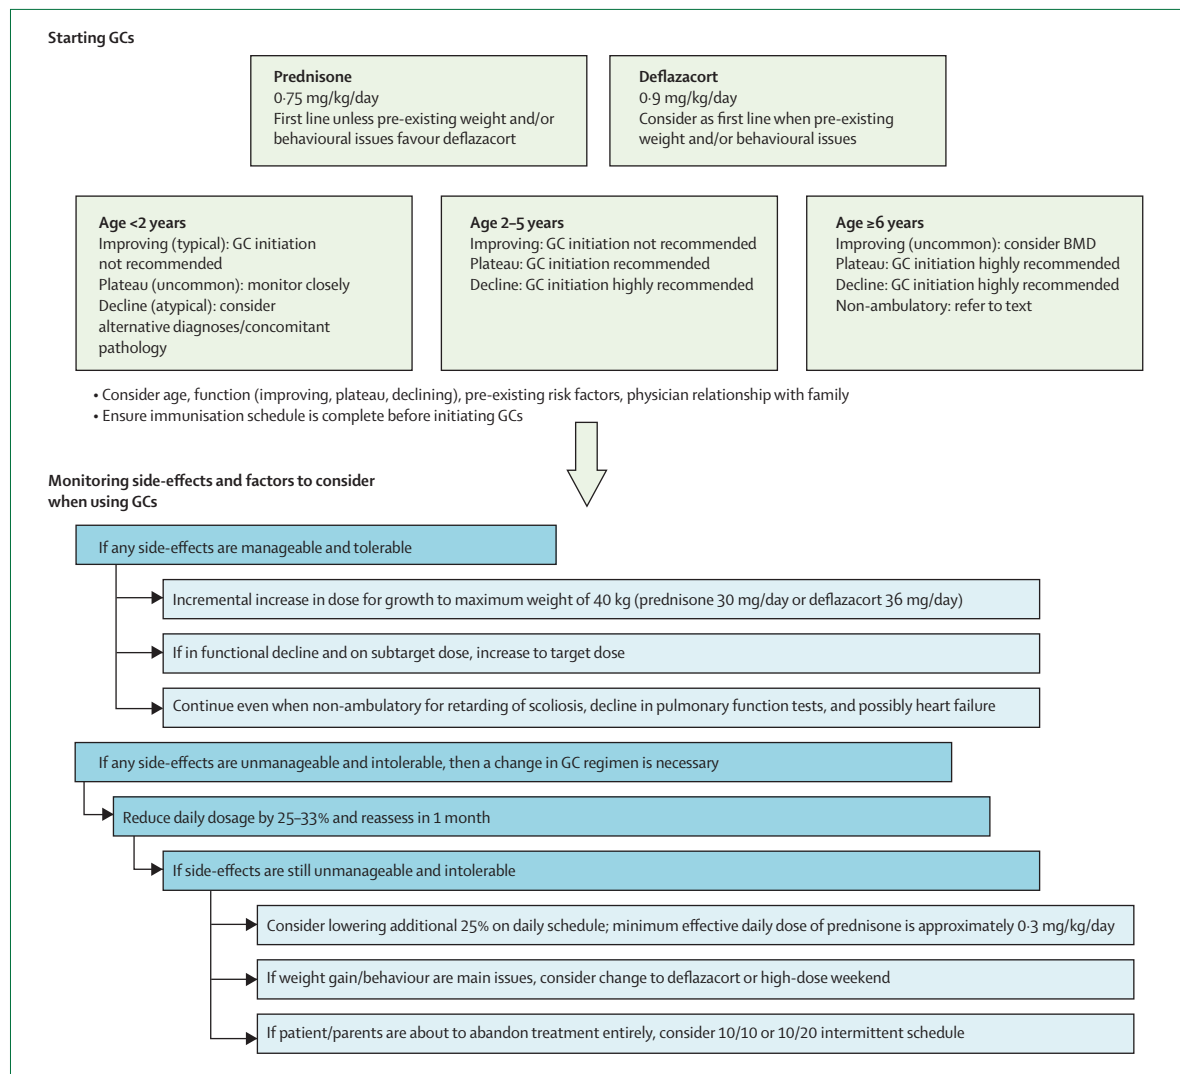 Starting GCs
Prednisone
0·75 mg/kg/day
First line unless pre-existing weight and/or
behavioural issues favour deflazacort
Deflazacort
0·9 mg/kg/day
Consider as first line when pre-existing
weight and/or behavioural issues
Age <2 years
Improving (typical): GC initiation
not recommended
Plateau (uncommon): monitor closely
Decline (atypical): consider
alternative diagnoses/concomitant
pathology
Age 2–5 years
Improving: GC initiation not recommended
Plateau: GC initiation recommended
Decline: GC initiation highly recommended
Age ≥6 years
Improving (uncommon): consider BMD
Plateau: GC initiation highly recommended
Decline: GC initiation highly recommended
Non-ambulatory: refer to text
• Consider age, function (improving, plateau, declining), pre-existing risk factors, physician relationship with family
• Ensure immunisation schedule is complete before initiating GCs
Monitoring side-effects and factors to consider
when using GCs
If any side-effects are manageable and tolerable
Incremental increase in dose for growth to maximum weight of 40 kg (prednisone 30 mg/day or deflazacort 36 mg/day)
If in functional decline and on subtarget dose, increase to target dose
Continue even when non-ambulatory for retarding of scoliosis, decline in pulmonary function tests, and possibly heart failure
If any side-effects are unmanageable and intolerable, then a change in GC regimen is necessary
Reduce daily dosage by 25–33% and reassess in 1 month
If side-effects are still unmanageable and intolerable
Consider lowering additional 25% on daily schedule; minimum effective daily dose of prednisone is approximately 0·3 mg/kg/day
If weight gain/behaviour are main issues, consider change to deflazacort or high-dose weekend
If patient/parents are about to abandon treatment entirely, consider 10/10 or 10/20 intermittent schedule